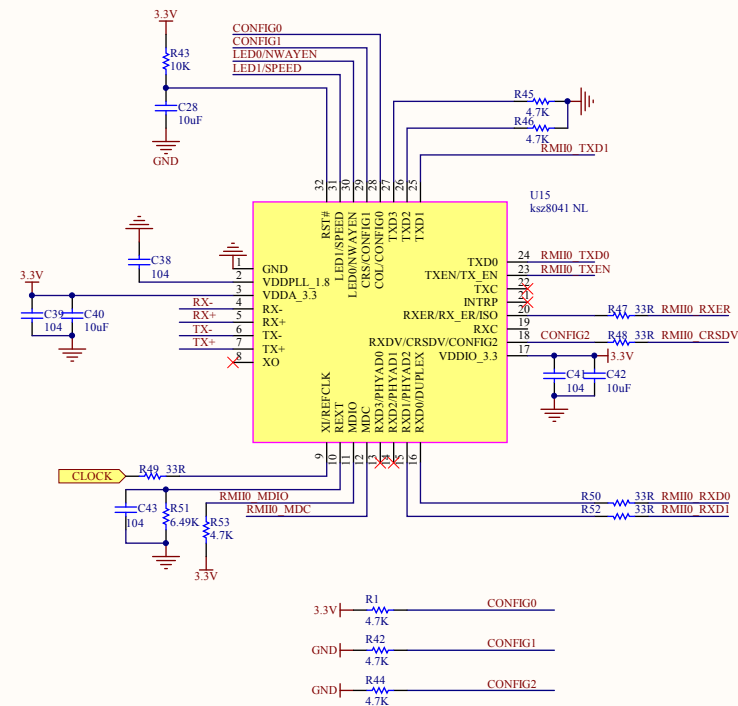 3.3V
R43
10K
C28
10uF
GND
CONFIG0
CONFIG1
LED0/NWAYEN
LED1/SPEED
R45
4.7K
R46
4.7K
RMII0_TXD1
32
31
30
29
28
27
26
25
RST#
LED1/SPEED
LED0/NWAYEN
CRS/CONFIG1
COL/CONFIG0
TXD3
TXD2
TXD1
U15
ksz8041 NL
C38
104
3.3V
C39
104
C40
10uF
RX-
RX+
TX-
TX+
1 GND
2 VDDPLL_1.8
3 VDDA_3.3
4 RX-
5 RX+
6 TX-
7 TX+
8 XO
TXD0 24 RMII0_TXD0
TXEN/TX_EN 23 RMII0_TXEN
TXC 22
INTRP 21
RXER/RX_ER/ISO 20 R47 33R RMII0_RXER
RXC 19
RXDV/CRSDV/CONFIG2 18 CONFIG2 R48 33R RMII0_CRSDV
VDDIO_3.3 17 3.3V
C41
104
C42
10uF
XI/REFCLK
REXT
MDIO
MDC
RXD3/PHYAD0
RXD2/PHYAD1
RXD1/PHYAD2
RXD0/DUPLEX
9
10
11
12
13
14
15
16
CLOCK
R49 33R
C43
104
R51
6.49K
RMII0_MDIO
RMII0_MDC
R53
4.7K
3.3V
R50 33R RMII0_RXD0
R52 33R RMII0_RXD1
R1
3.3V CONFIG0
4.7K
R42
GND CONFIG1
4.7K
R44
GND CONFIG2
4.7K